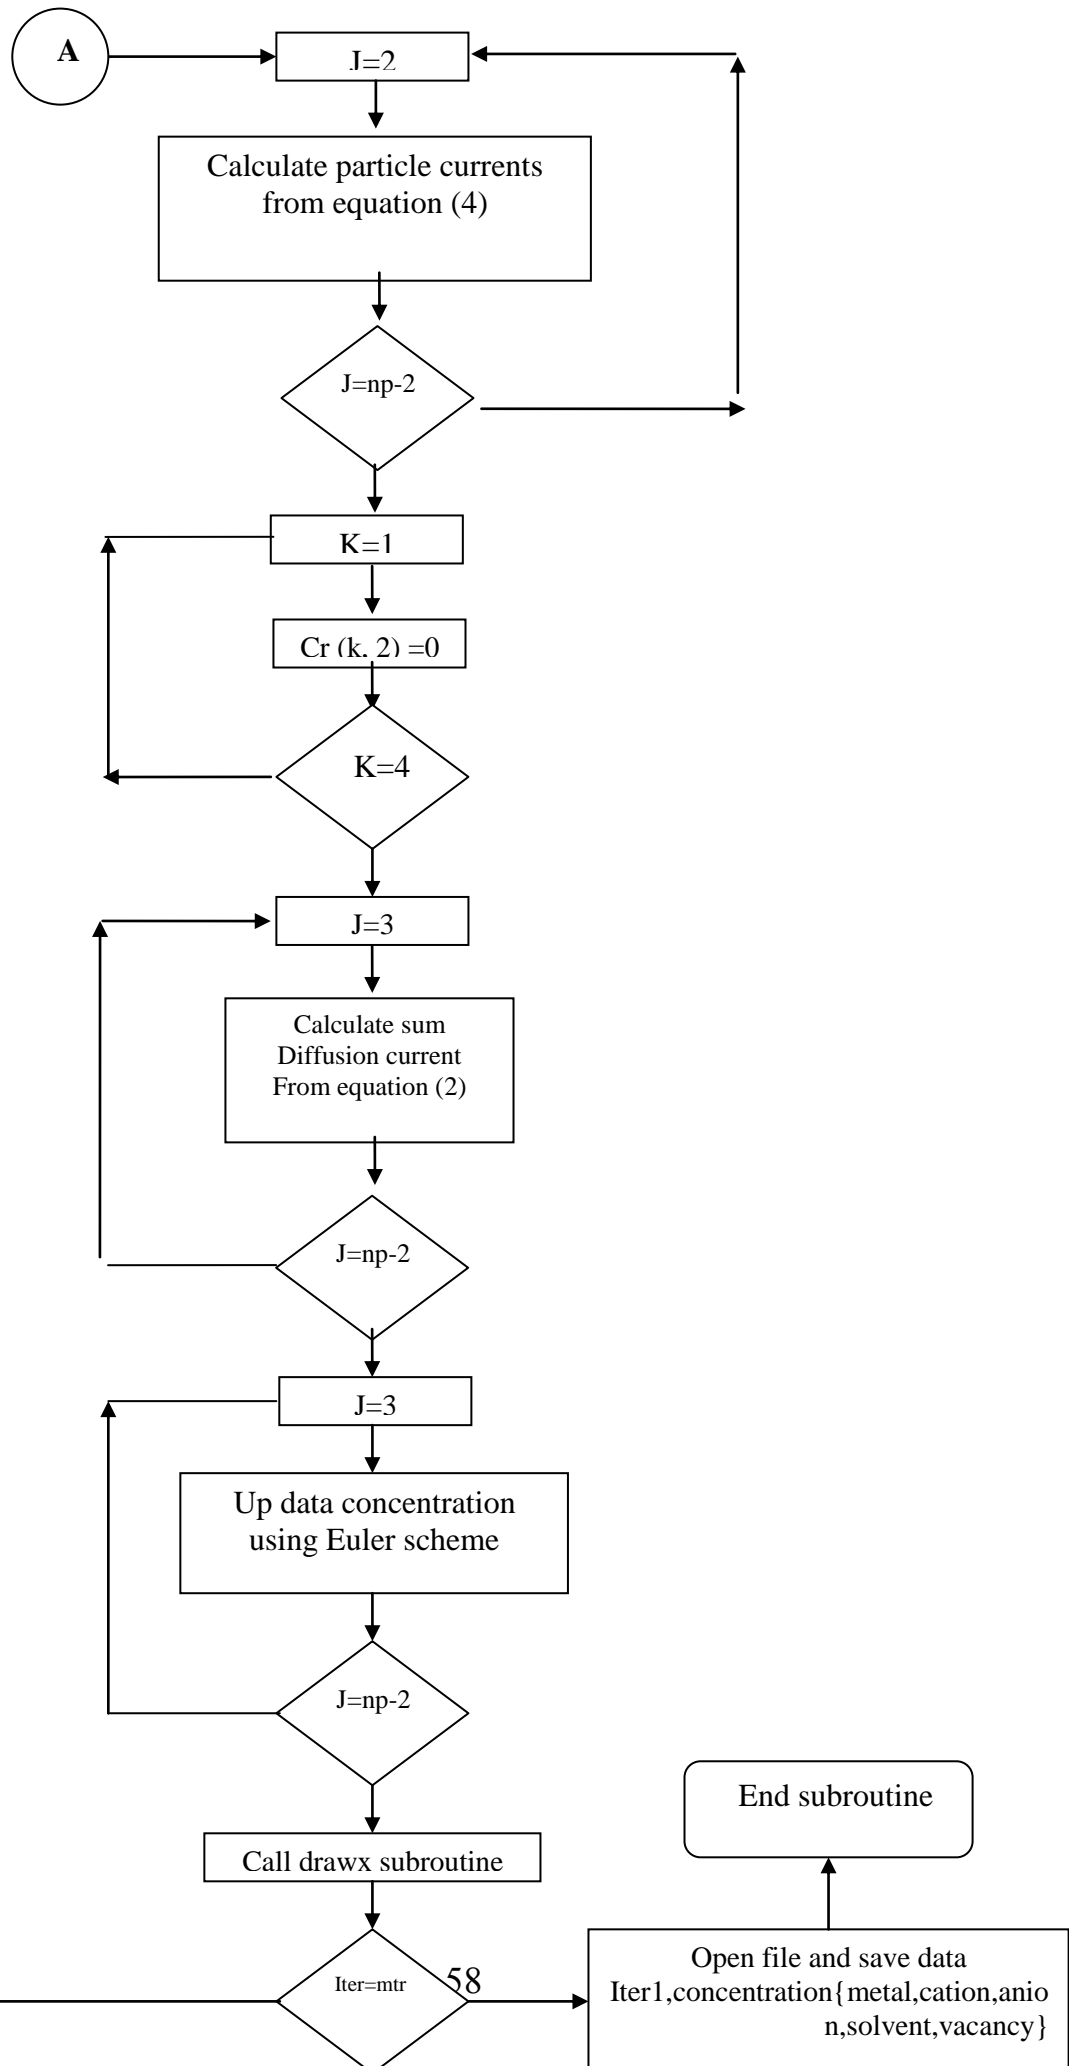 A
J=2
Calculate particle currents
from equation (4)
J=np-2
K=1
Cr (k, 2) =0
K=4
J=3
Calculate sum
Diffusion current
From equation (2)
J=np-2
J=3
Up data concentration
using Euler scheme
J=np-2
End subroutine
Call drawx subroutine
Iter=mtr
58
Open file and save data
Iter1,concentration{metal,cation,anio
n,solvent,vacancy}